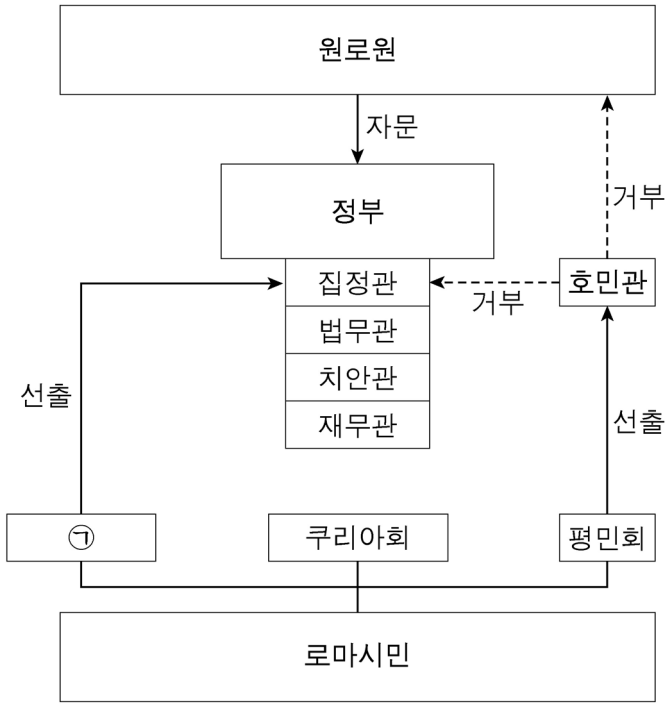 원로원
자문
정부
거부
집정관
호민관
거부
법무관
치안관
선출
재무관
선출
㉠
쿠리아회
평민회
로마시민